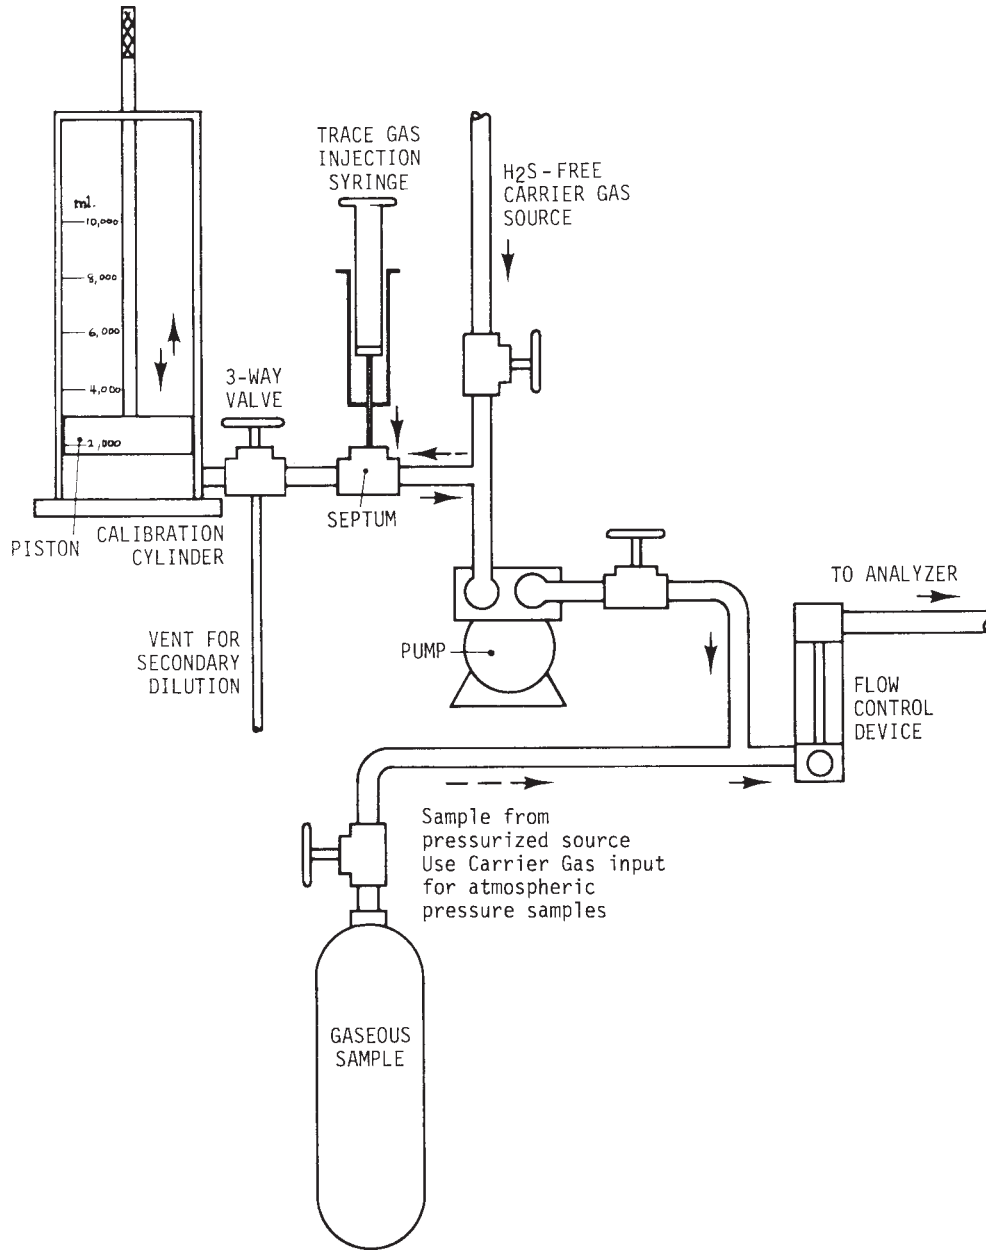 TRACE GAS
INJECTION
SYRINGE
H2S-FREE
CARRIER GAS
SOURCE
ml.
10,000
8,000
6,000
4,000
2,000
3-WAY
VALVE
SEPTUM
PISTON
CALIBRATION
CYLINDER
VENT FOR
SECONDARY
DILUTION
PUMP
TO ANALYZER
FLOW
CONTROL
DEVICE
Sample from
pressurized source
Use Carrier Gas input
for atmospheric
pressure samples
GASEOUS
SAMPLE